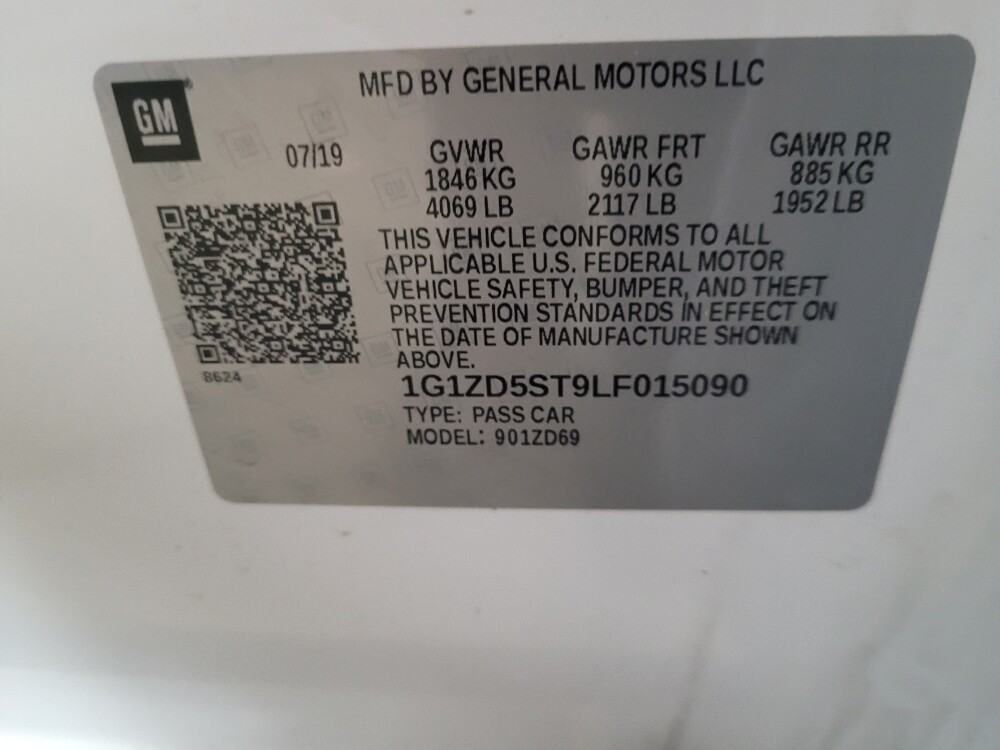 MFD BY GENERAL MOTORS LLC
GM
07/19
GVWR GAWR FRT GAWR RR
1846 KG 960 KG 885 KG
4069 LB 2117 LB 1952 LB
THIS VEHICLE CONFORMS TO ALL
APPLICABLE U.S. FEDERAL MOTOR
VEHICLE SAFETY, BUMPER, AND THEFT
PREVENTION STANDARDS IN EFFECT ON
THE DATE OF MANUFACTURE SHOWN
ABOVE.
8624
1G1ZD5ST9LF015090
TYPE: PASS CAR
MODEL: 901ZD69